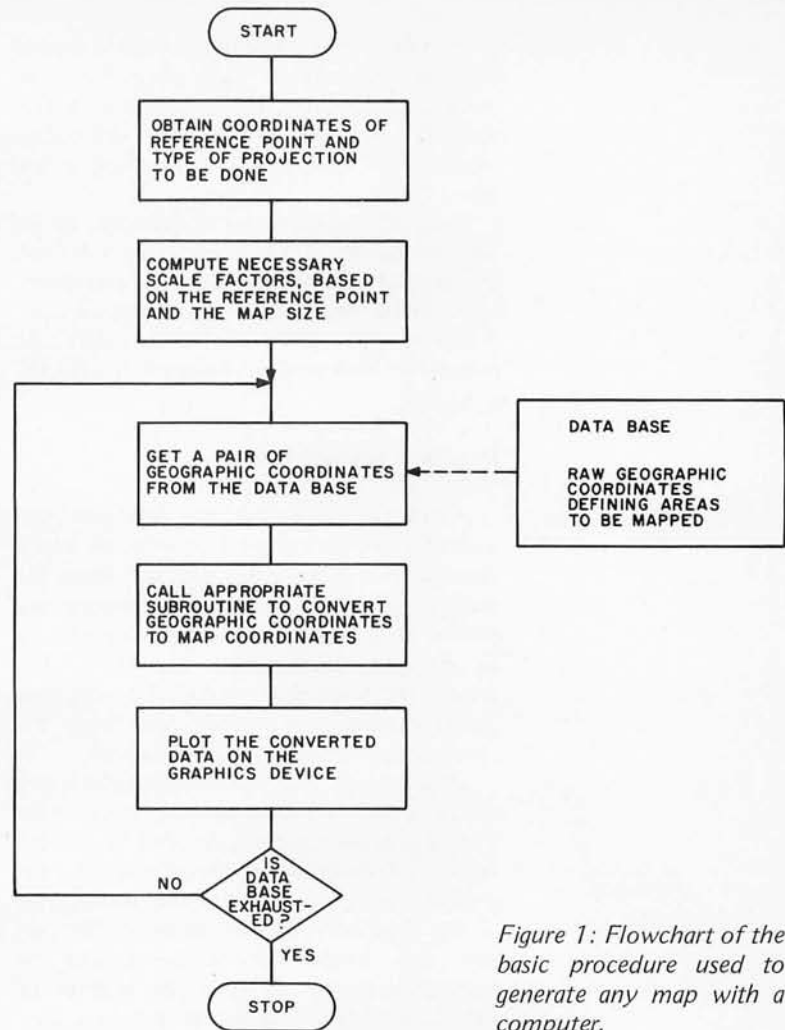 START
OBTAIN COORDINATES OF
REFERENCE POINT AND
TYPE OF PROJECTION
TO BE DONE
COMPUTE NECESSARY
SCALE FACTORS, BASED
ON THE REFERENCE POINT
AND THE MAP SIZE
GET A PAIR OF
GEOGRAPHIC COORDINATES
FROM THE DATA BASE
DATA BASE
RAW GEOGRAPHIC
COORDINATES
DEFINING AREAS
TO BE MAPPED
CALL APPROPRIATE
SUBROUTINE TO CONVERT
GEOGRAPHIC COORDINATES
TO MAP COORDINATES
PLOT THE CONVERTED
DATA ON THE
GRAPHICS DEVICE
IS
DATA
BASE
EXHAUST-
ED ?
NO
YES
STOP
Figure 1: Flowchart of the
basic procedure used to
generate any map with a
computer.